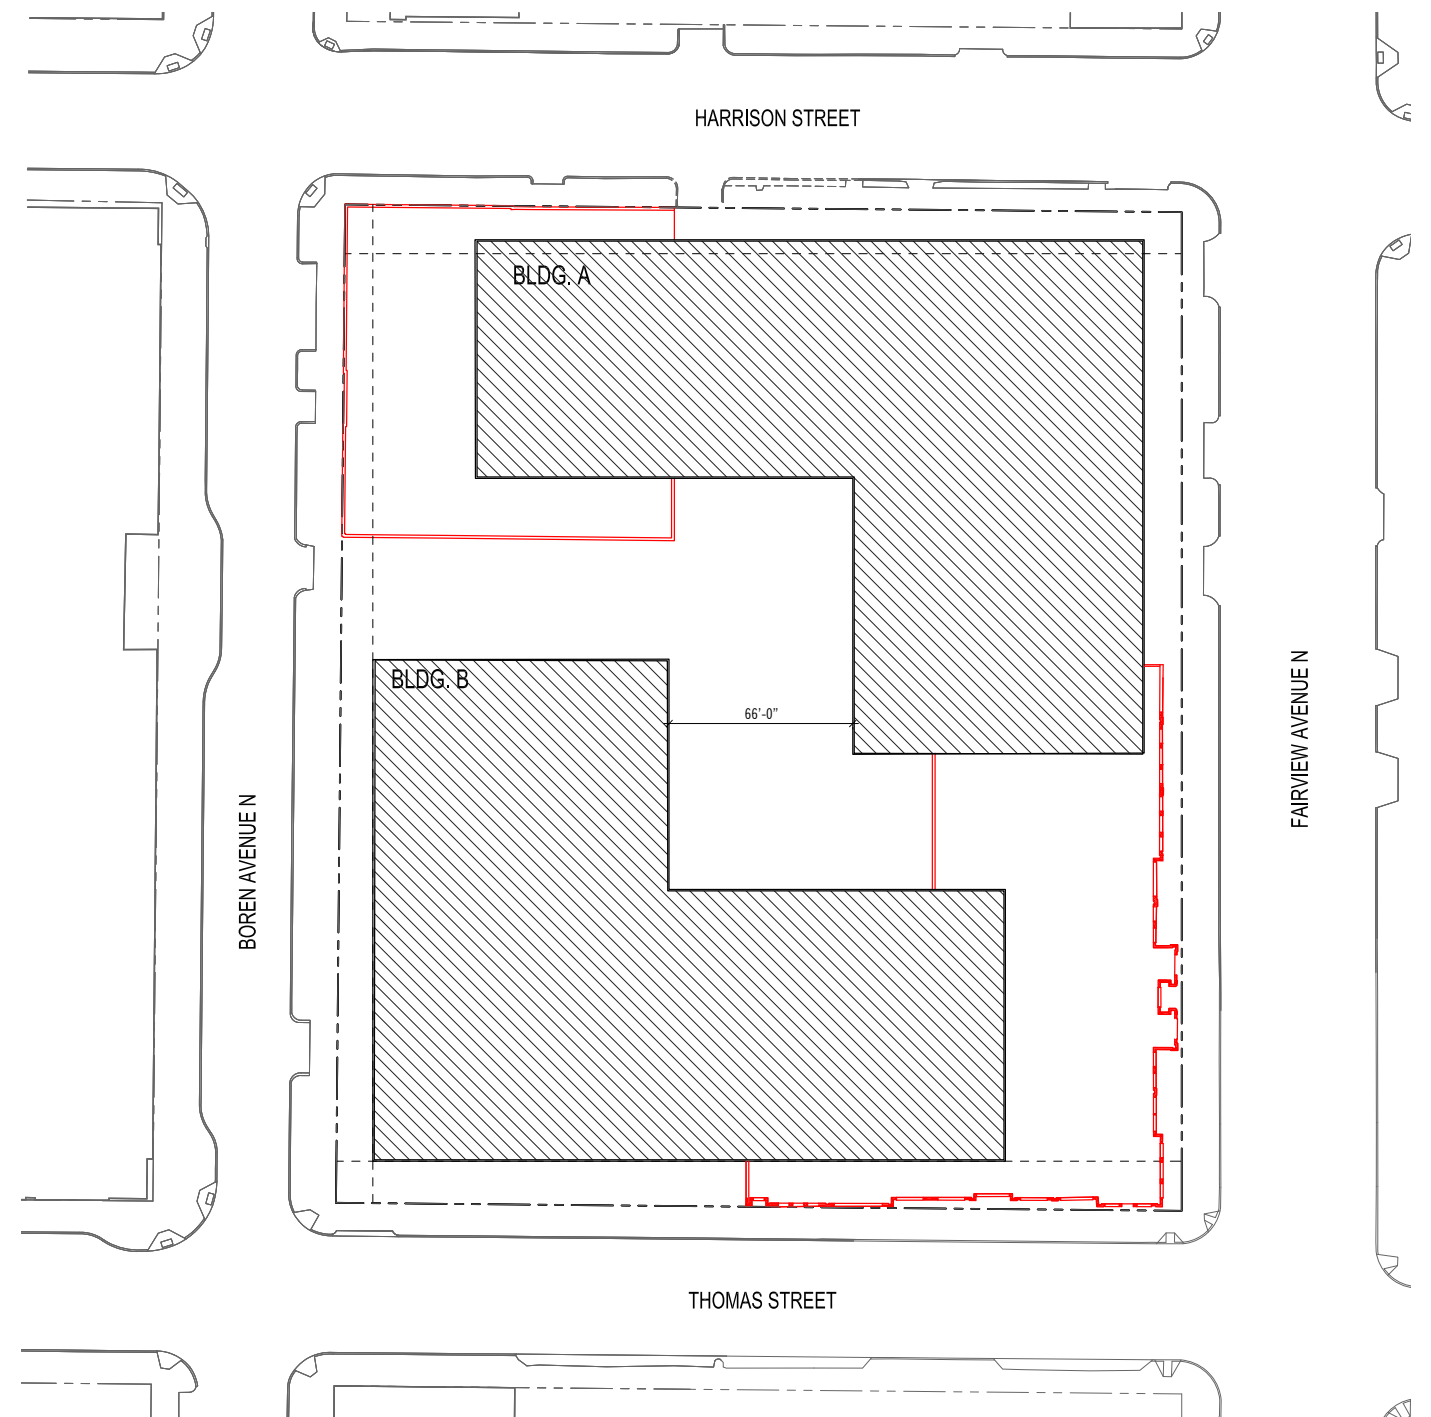 HARRISON STREET
BLDG. A
BLDG. B
66'-0"
FAIRVIEW AVENUE N
BOREN AVENUE N
THOMAS STREET